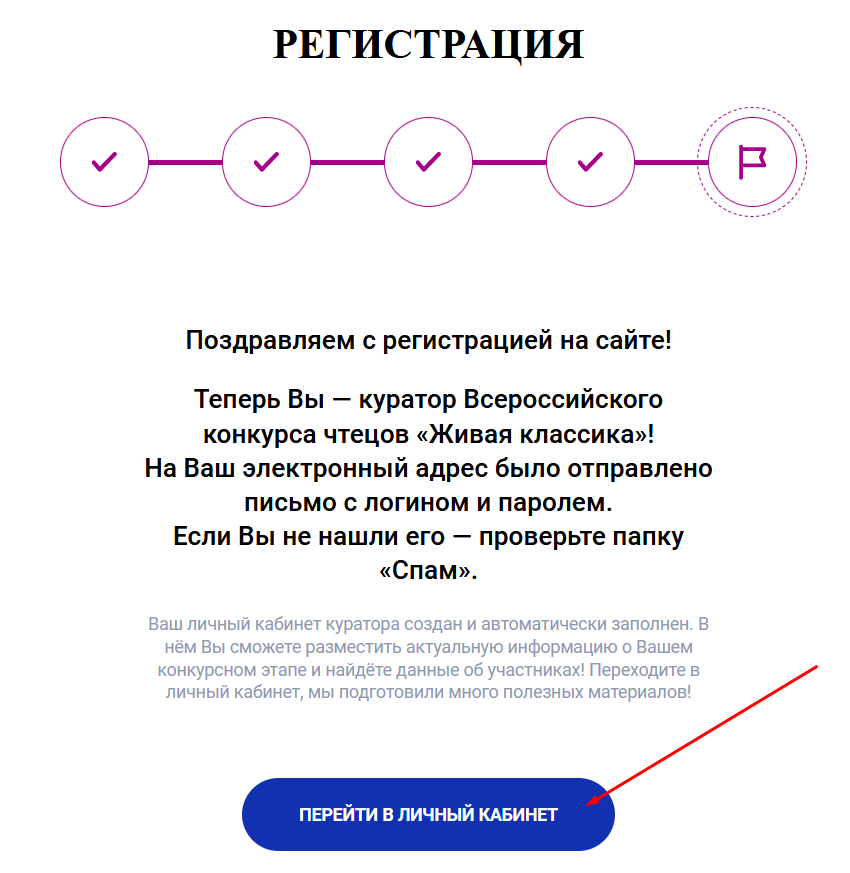 РЕГИСТРАЦИЯ
Поздравляем с регистрацией на сайте!
Теперь Вы — куратор Всероссийского
конкурса чтецов «Живая классика»!
На Ваш электронный адрес было отправлено
письмо с логином и паролем.
Если Вы не нашли его — проверьте папку
«Спам».
Ваш личный кабинет куратора создан и автоматически заполнен. В
нём Вы сможете разместить актуальную информацию о Вашем
конкурсном этапе и найдёте данные об участниках! Переходите в
личный кабинет, мы подготовили много полезных материалов!
ПЕРЕЙТИ В ЛИЧНЫЙ КАБИНЕТ